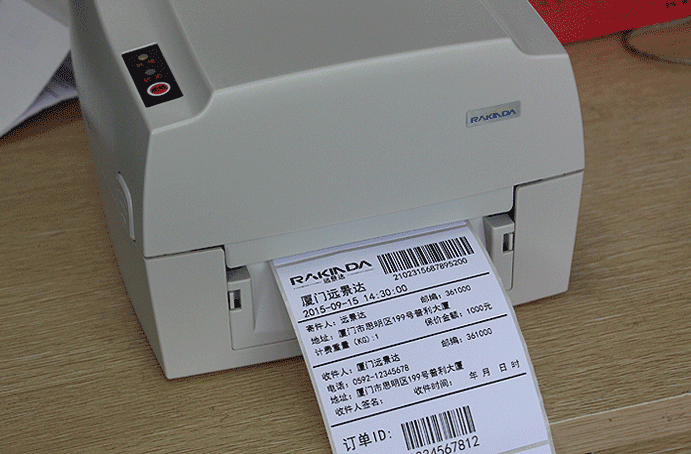 RAKINDA
RAKINDA
远景达
2102315687895200
厦门远景达
2015-09-15 14:30:00
寄件人: 远景达 邮编: 361000
地址: 厦门市思明区199号普利大厦
计费重量(KG):1 保价金额: 1000元
收件人: 厦门远景达 邮编: 361000
电话: 0592-12345678
地址: 厦门市思明区199号普利大厦
收件人签名: 收件时间: 年 月 日 时
订单ID:
034567812